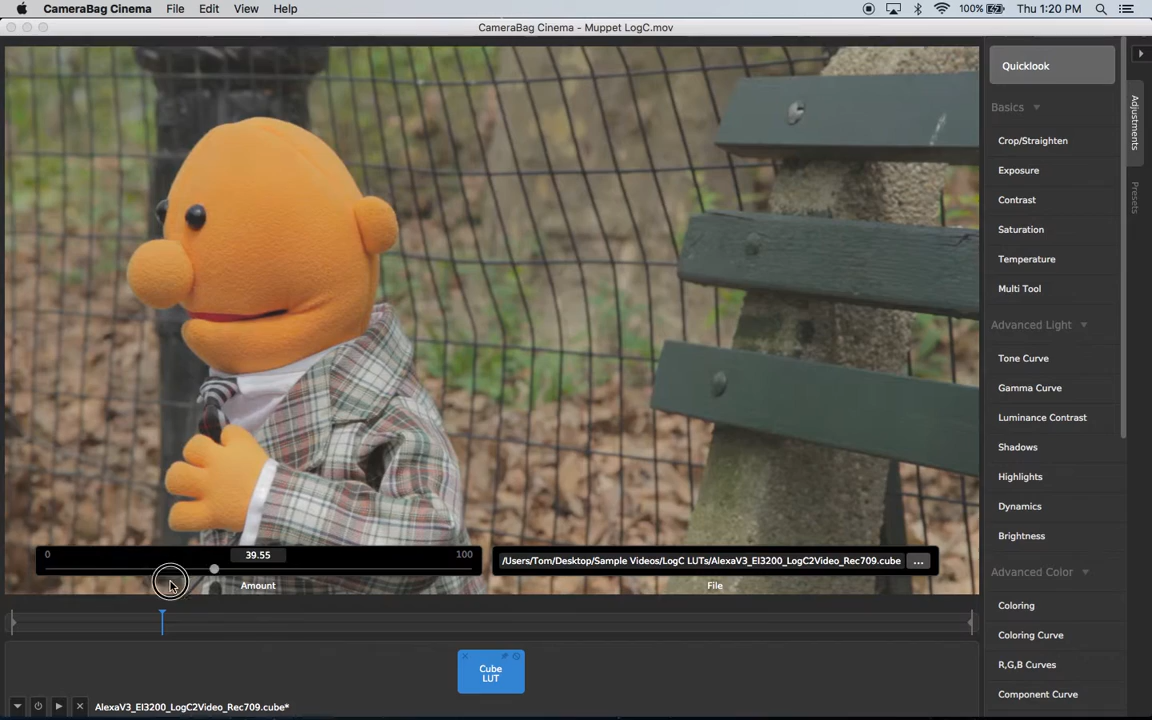 CameraBag Cinema File Edit View Help 100% Thu 1:20 PM
CameraBag Cinema - Muppet LogC.mov
Quicklook
Basics
Crop/Straighten
Exposure
Contrast
Saturation
Temperature
Multi Tool
Advanced Light
Tone Curve
Gamma Curve
Luminance Contrast
Shadows
Highlights
Dynamics
Brightness
Advanced Color
Coloring
Coloring Curve
R,G,B Curves
Component Curve
Adjustments
Presets
0 39.55 100
Amount
/Users/Tom/Desktop/Sample Videos/LogC LUTs/AlexaV3_EI3200_LogC2Video_Rec709.cube ...
File
Cube
LUT
AlexaV3_EI3200_LogC2Video_Rec709.cube*